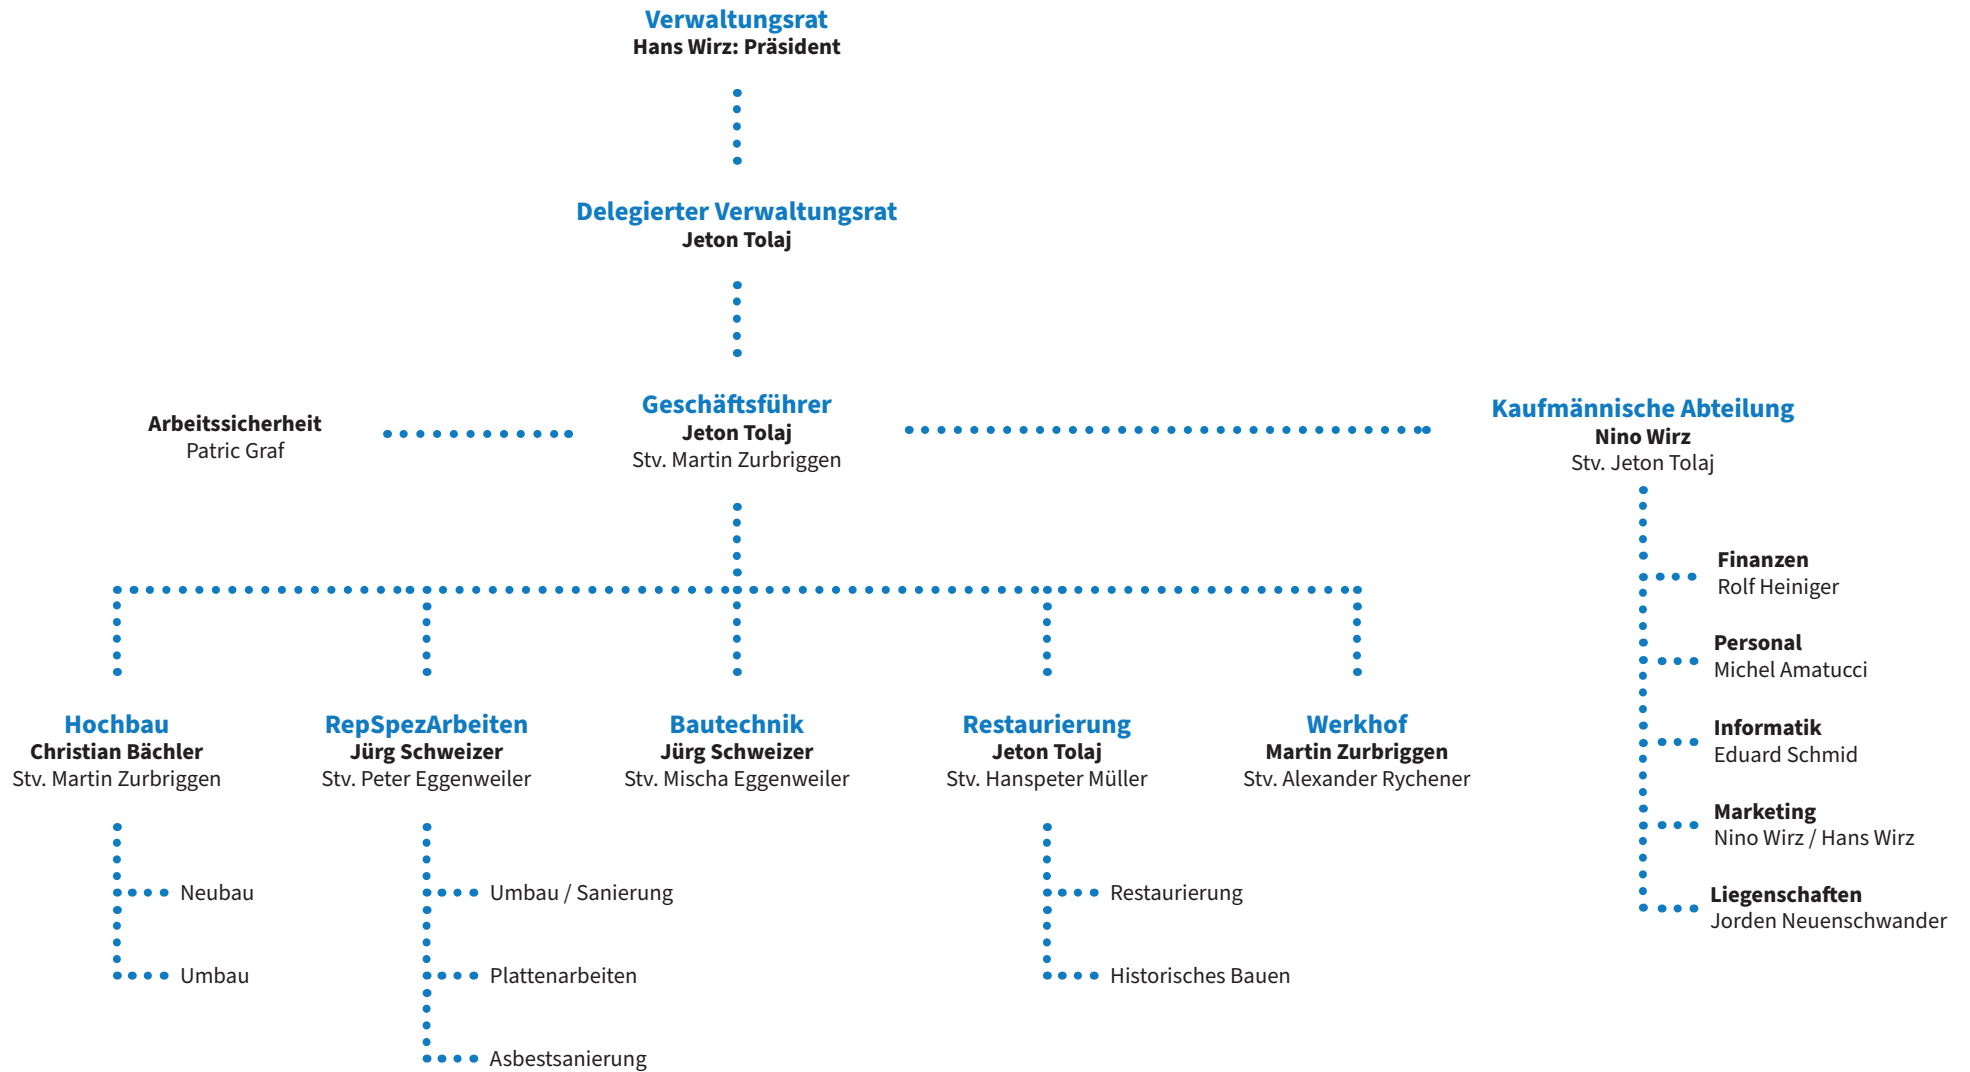 Verwaltungsrat
Hans Wirz: Präsident
Delegierter Verwaltungsrat
Jeton Tolaj
Arbeitssicherheit
Patric Graf
Geschäftsführer
Jeton Tolaj
Stv. Martin Zurbriggen
Kaufmännische Abteilung
Nino Wirz
Stv. Jeton Tolaj
Finanzen
Rolf Heiniger
Personal
Michel Amatucci
Informatik
Eduard Schmid
Marketing
Nino Wirz / Hans Wirz
Liegenschaften
Jorden Neuenschwander
Hochbau
Christian Bächler
Stv. Martin Zurbriggen
Neubau
Umbau
RepSpezArbeiten
Jürg Schweizer
Stv. Peter Eggenweiler
Umbau / Sanierung
Plattenarbeiten
Asbestsanierung
Bautechnik
Jürg Schweizer
Stv. Mischa Eggenweiler
Restaurierung
Jeton Tolaj
Stv. Hanspeter Müller
Restaurierung
Historisches Bauen
Werkhof
Martin Zurbriggen
Stv. Alexander Rychener